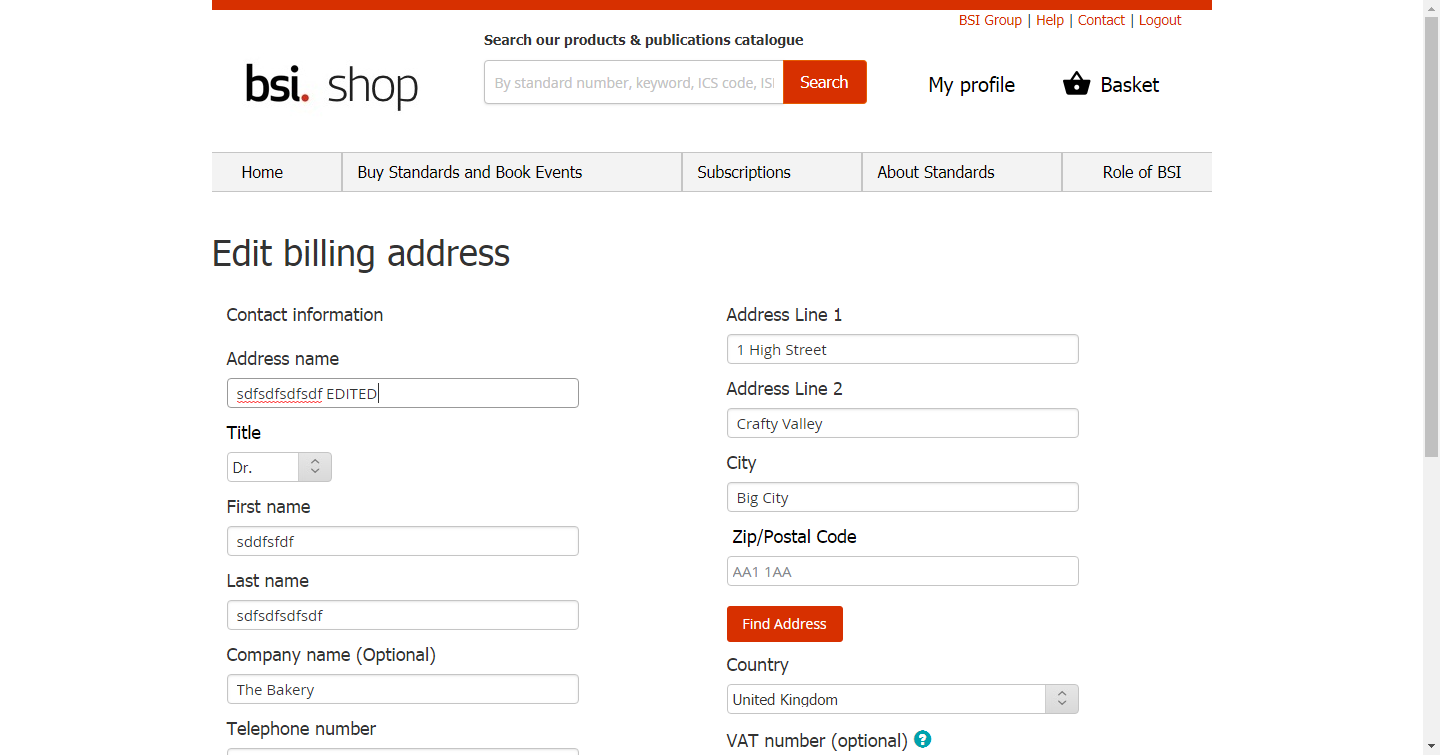 BSI Group | Help | Contact | Logout
Search our products & publications catalogue
bsi. shop
By standard number, keyword, ICS code, ISI
Search
My profile
Basket
Home
Buy Standards and Book Events
Subscriptions
About Standards
Role of BSI
Edit billing address
Contact information
Address name
sdfsdfsdfsdf EDITED
Title
Dr.
First name
sddfsfdf
Last name
sdfsdfsdfsdf
Company name (Optional)
The Bakery
Telephone number
Address Line 1
1 High Street
Address Line 2
Crafty Valley
City
Big City
Zip/Postal Code
AA1 1AA
Find Address
Country
United Kingdom
VAT number (optional) ?